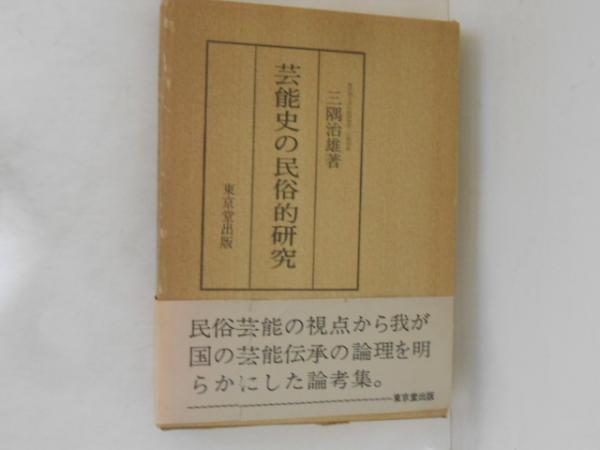 三隅治雄著
芸能史の民俗的研究
東京堂出版
民俗芸能の視点から我が
国の芸能伝承の論理を明
らかにした論考集。
東京堂出版